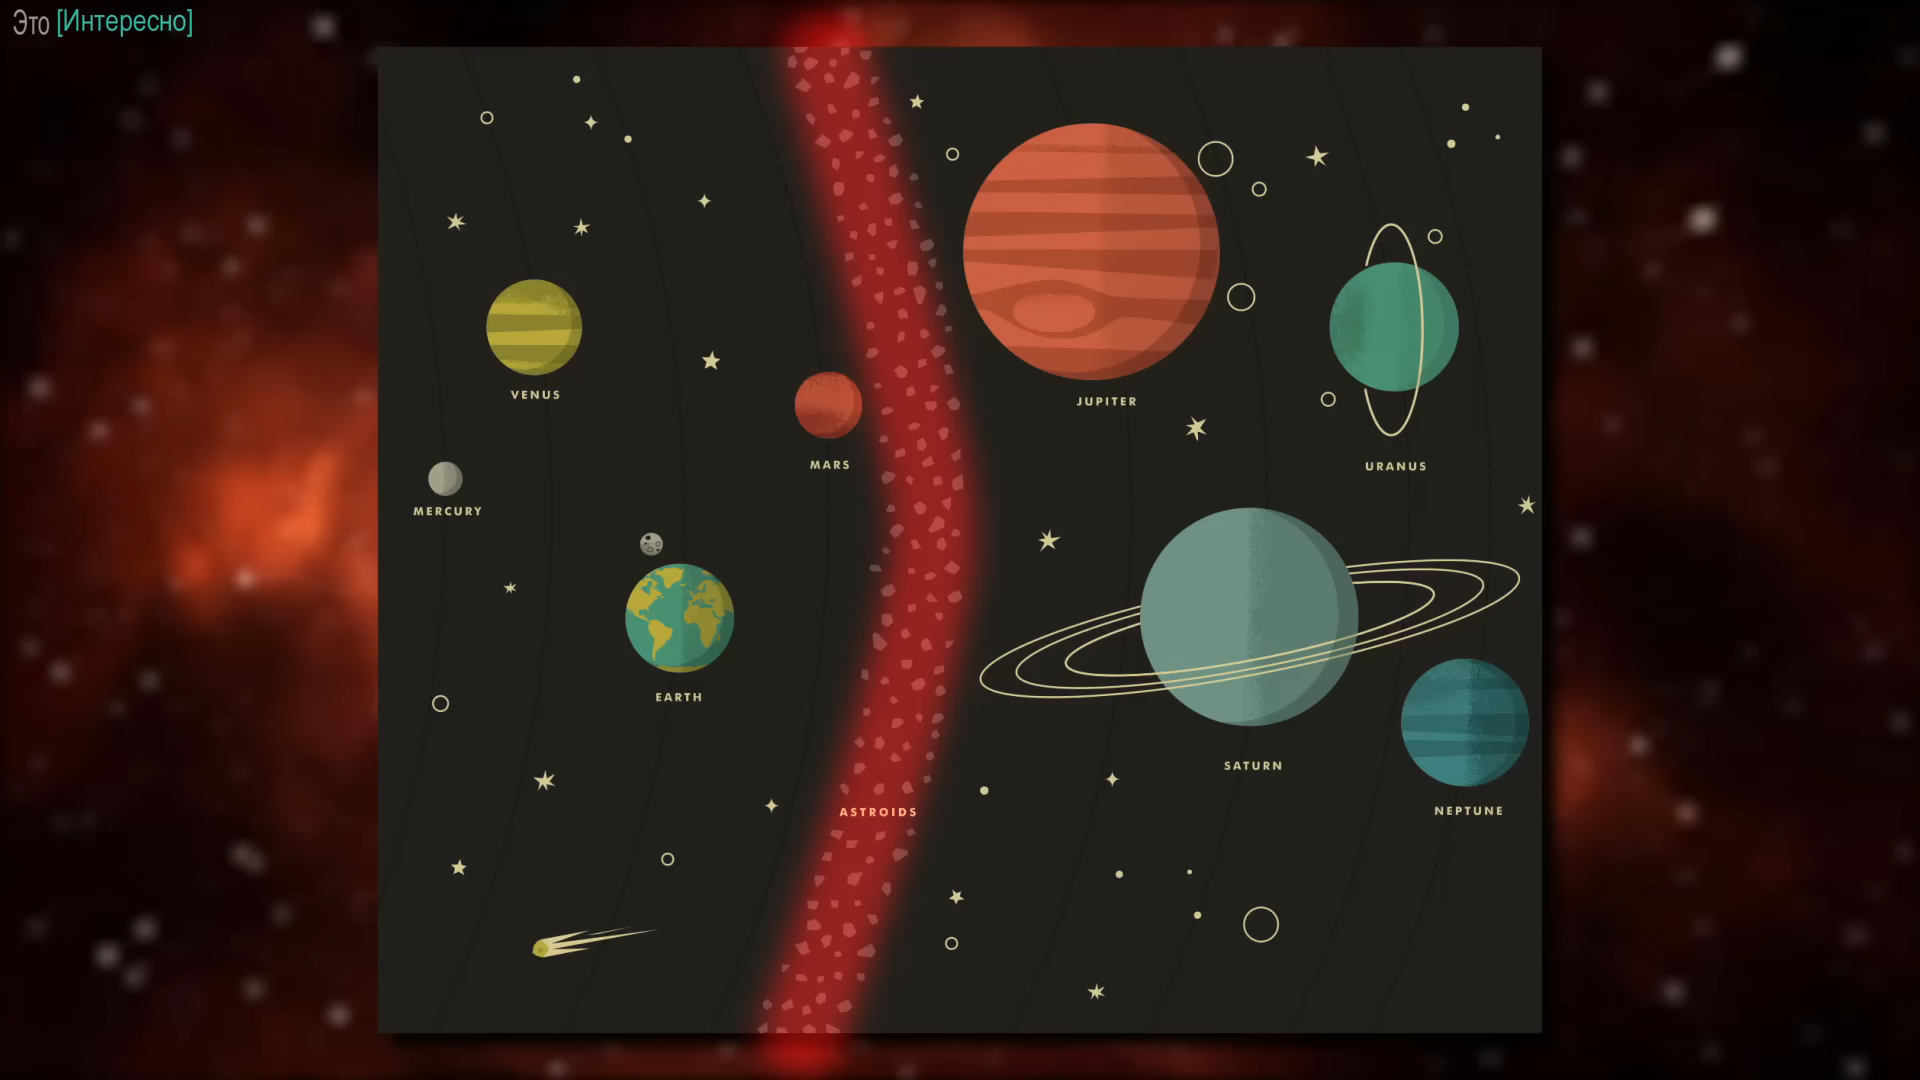 Это [Интересно]
VENUS
JUPITER
MARS
URANUS
MERCURY
EARTH
SATURN
ASTROIDS
NEPTUNE